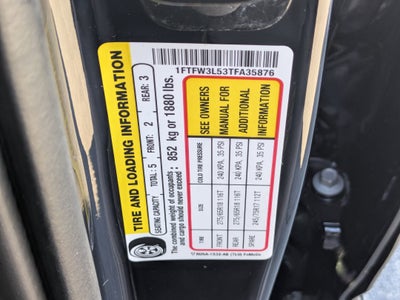 1FTFW3L53TFA35876
TIRE AND LOADING INFORMATION
SEATING CAPACITY TOTAL: 5 FRONT: 2 REAR: 3
The combined weight of occupants and cargo should never exceed: 852 kg or 1880 lbs.
TIRE SIZE COLD TIRE PRESSURE
FRONT 275/65R18 116T 240 KPA, 35 PSI
REAR 275/65R18 116T 240 KPA, 35 PSI
SPARE 245/75R17 112T 240 KPA, 35 PSI
SEE OWNERS
MANUAL FOR
ADDITIONAL
INFORMATION